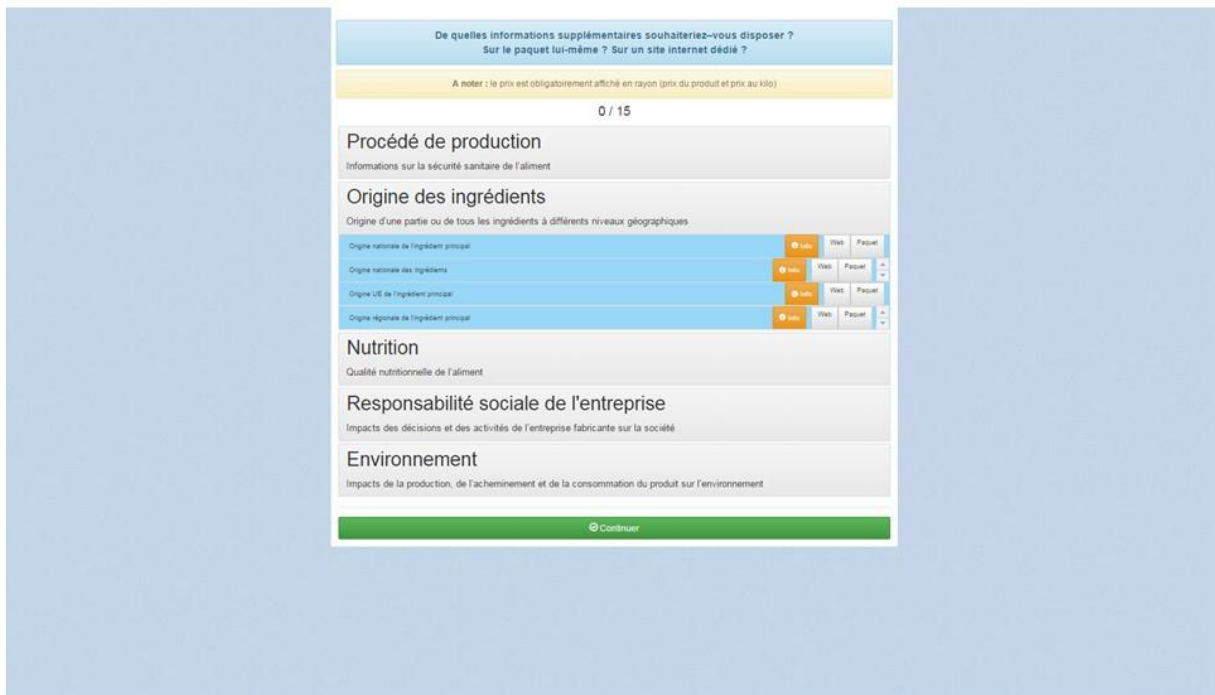 De quelles informations supplémentaires souhaiteriez–vous disposer ?
Sur le paquet lui-même ? Sur un site internet dédié ?
A noter : le prix est obligatoirement affiché en rayon (prix du produit et prix au kilo)
0 / 15
Procédé de production
Informations sur la sécurité sanitaire de l'aliment
Origine des ingrédients
Origine d'une partie ou de tous les ingrédients à différents niveaux géographiques
Origine nationale de l'ingrédient principal Info Web Paquet
Origine nationale des ingrédients Info Web Paquet
Origine UE de l'ingrédient principal Info Web Paquet
Origine régionale de l'ingrédient principal Info Web Paquet
Nutrition
Qualité nutritionnelle de l'aliment
Responsabilité sociale de l'entreprise
Impacts des décisions et des activités de l'entreprise fabricante sur la société
Environnement
Impacts de la production, de l'acheminement et de la consommation du produit sur l'environnement
Continuer